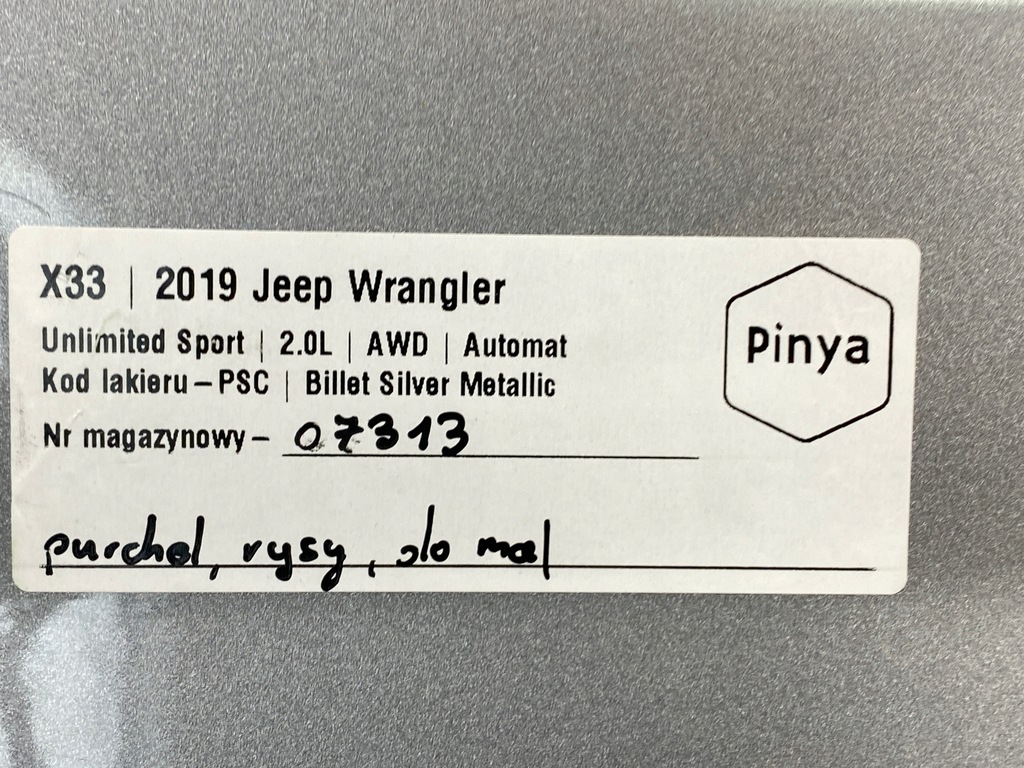 X33 | 2019 Jeep Wrangler
Unlimited Sport | 2.0L | AWD | Automat
Kod lakieru – PSC | Billet Silver Metallic
Nr magazynowy – 07313
purchel, rysy, do mal
Pinya